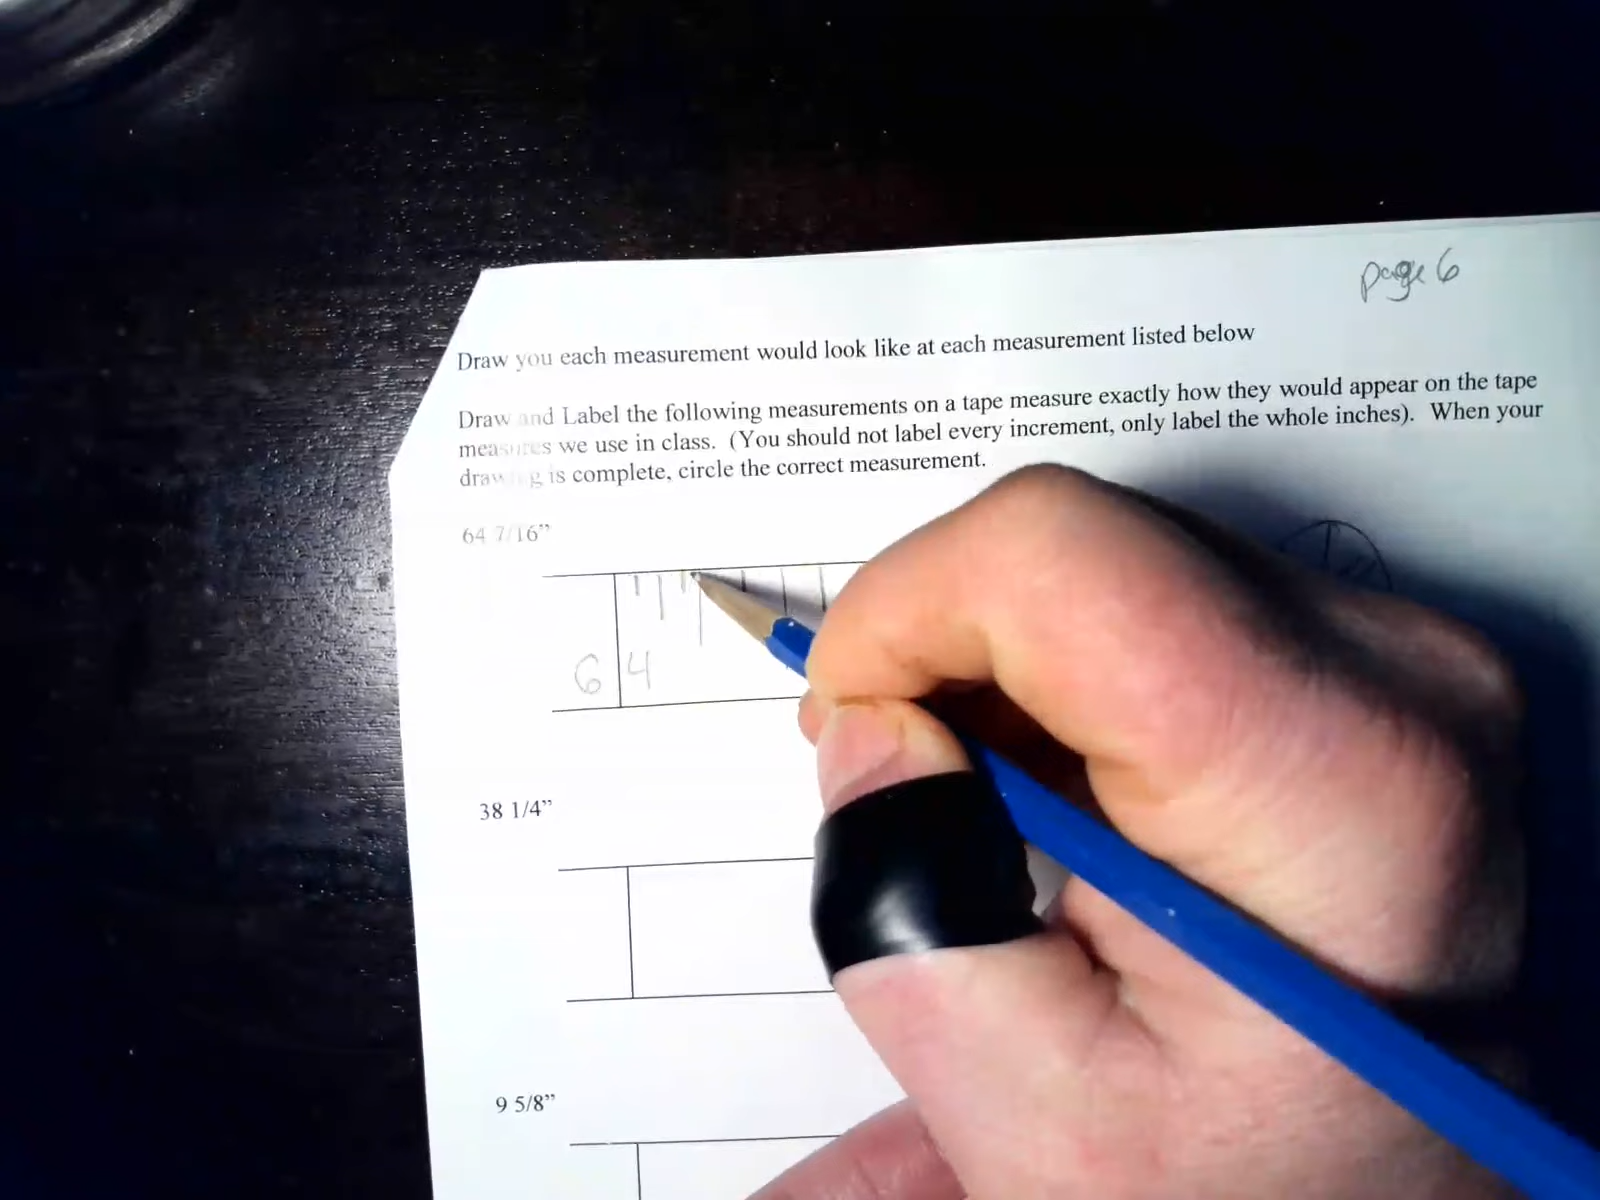 page 6
Draw you each measurement would look like at each measurement listed below
Draw and Label the following measurements on a tape measure exactly how they would appear on the tape
measures we use in class. (You should not label every increment, only label the whole inches). When your
drawing is complete, circle the correct measurement.
64 7/16”
64
38 1/4”
9 5/8”